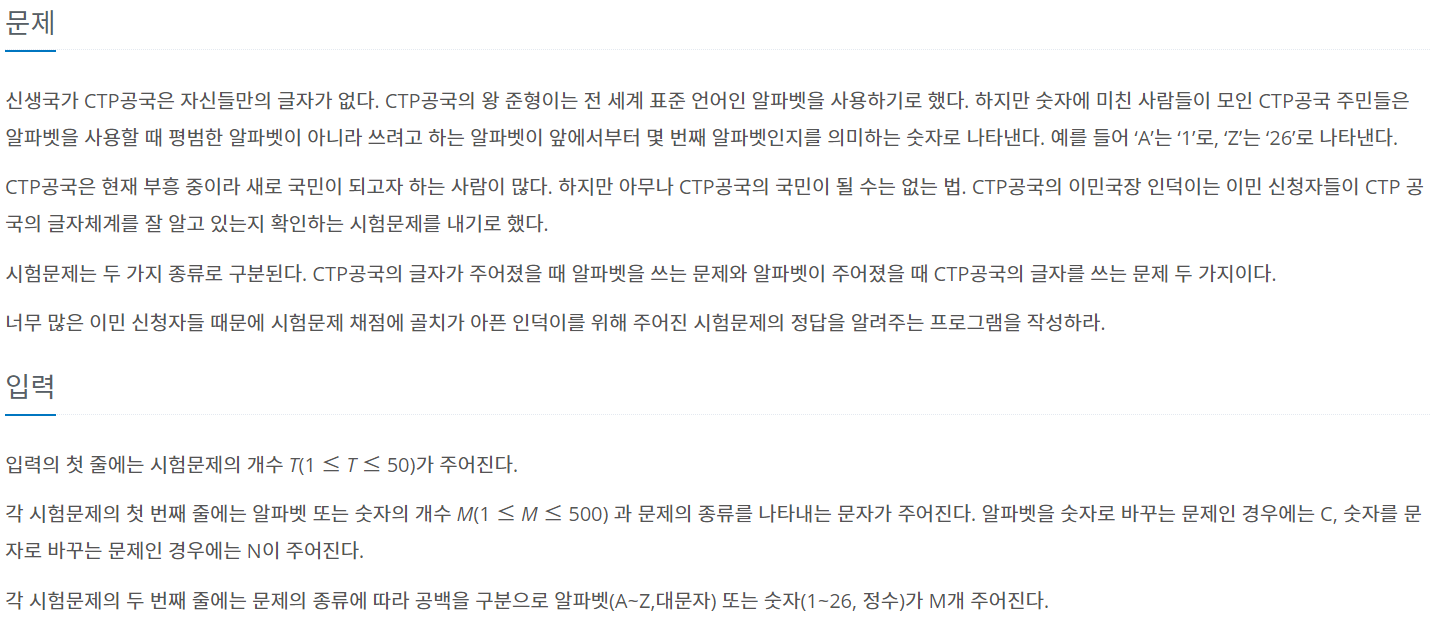 문제
신생국가 CTP공국은 자신들만의 글자가 없다. CTP공국의 왕 준형이는 전 세계 표준 언어인 알파벳을 사용하기로 했다. 하지만 숫자에 미친 사람들이 모인 CTP공국 주민들은
알파벳을 사용할 때 평범한 알파벳이 아니라 쓰려고 하는 알파벳이 앞에서부터 몇 번째 알파벳인지를 의미하는 숫자로 나타낸다. 예를 들어 ‘A’는 ‘1’로, ‘Z’는 ‘26’로 나타낸다.
CTP공국은 현재 부흥 중이라 새로 국민이 되고자 하는 사람이 많다. 하지만 아무나 CTP공국의 국민이 될 수는 없는 법. CTP공국의 이민국장 인덕이는 이민 신청자들이 CTP 공
국의 글자체계를 잘 알고 있는지 확인하는 시험문제를 내기로 했다.
시험문제는 두 가지 종류로 구분된다. CTP공국의 글자가 주어졌을 때 알파벳을 쓰는 문제와 알파벳이 주어졌을 때 CTP공국의 글자를 쓰는 문제 두 가지이다.
너무 많은 이민 신청자들 때문에 시험문제 채점에 골치가 아픈 인덕이를 위해 주어진 시험문제의 정답을 알려주는 프로그램을 작성하라.
입력
입력의 첫 줄에는 시험문제의 개수 T(1 ≤ T ≤ 50)가 주어진다.
각 시험문제의 첫 번째 줄에는 알파벳 또는 숫자의 개수 M(1 ≤ M ≤ 500) 과 문제의 종류를 나타내는 문자가 주어진다. 알파벳을 숫자로 바꾸는 문제인 경우에는 C, 숫자를 문
자로 바꾸는 문제인 경우에는 N이 주어진다.
각 시험문제의 두 번째 줄에는 문제의 종류에 따라 공백을 구분으로 알파벳(A~Z,대문자) 또는 숫자(1~26, 정수)가 M개 주어진다.